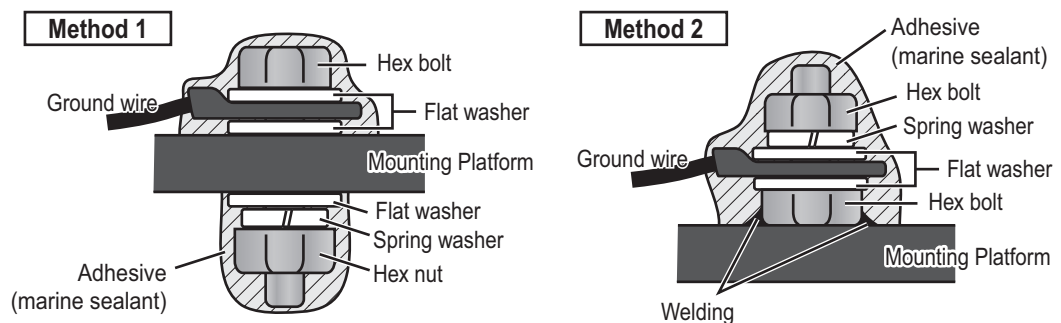 Method 1
Hex bolt
Ground wire
Flat washer
Mounting Platform
Flat washer
Spring washer
Adhesive
(marine sealant)
Hex nut
Method 2
Adhesive
(marine sealant)
Hex bolt
Spring washer
Ground wire
Flat washer
Hex bolt
Mounting Platform
Welding